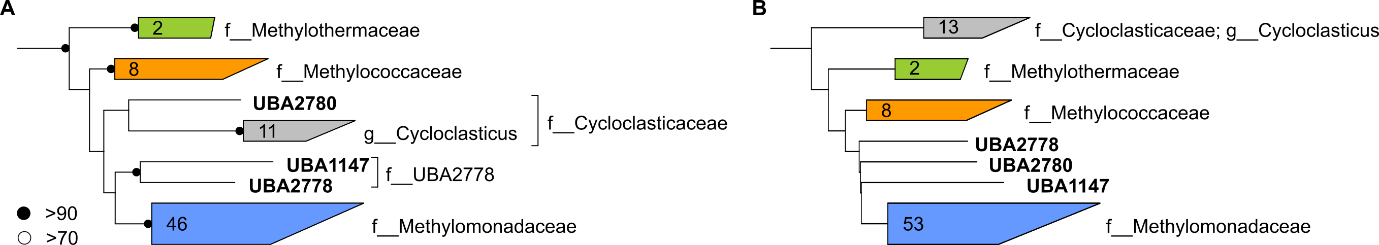 A
2
f__Methylothermaceae
8
f__Methylococcaceae
UBA2780
11
g__Cycloclasticus
f__Cycloclasticaceae
UBA1147
UBA2778
f__UBA2778
46
f__Methylomonadaceae
>90
>70
B
13
f__Cycloclasticaceae; g__Cycloclasticus
2
f__Methylothermaceae
8
f__Methylococcaceae
UBA2778
UBA2780
UBA1147
53
f__Methylomonadaceae